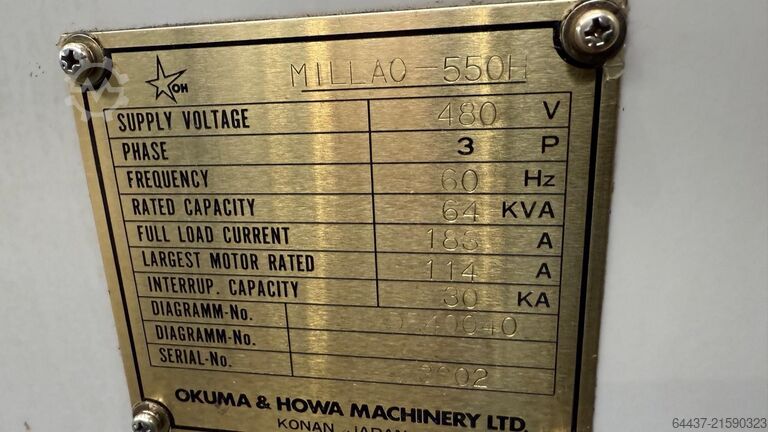 OH MILLAC-550H
SUPPLY VOLTAGE 480 V
PHASE 3 P
FREQUENCY 60 Hz
RATED CAPACITY 64 KVA
FULL LOAD CURRENT A
LARGEST MOTOR RATED 114 A
INTERRUP. CAPACITY 30 KA
DIAGRAMM-No.
DIAGRAMM-No.
SERIAL-No.
OKUMA & HOWA MACHINERY LTD.
KONAN JAPAN
64437-21590323